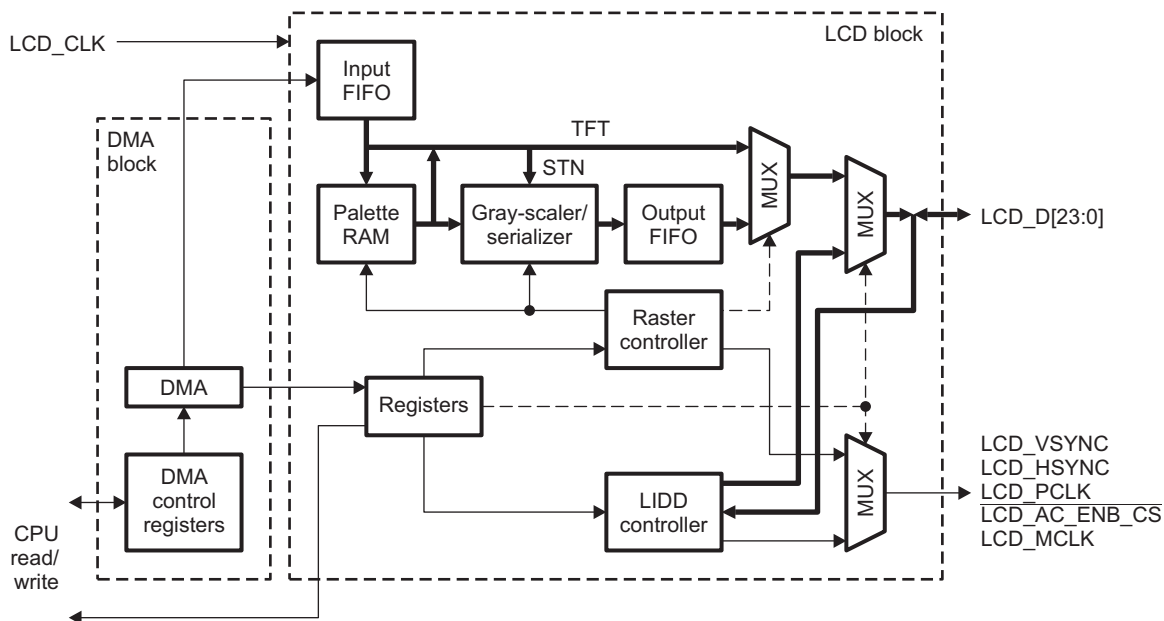 LCD_CLK
LCD block
Input
FIFO
DMA
block
TFT
STN
MUX
MUX
Palette
RAM
Gray-scaler/
serializer
Output
FIFO
LCD_D[23:0]
Raster
controller
DMA
Registers
DMA
control
registers
LIDD
controller
MUX
LCD_VSYNC
LCD_HSYNC
LCD_PCLK
LCD_AC_ENB_CS
LCD_MCLK
CPU
read/
write